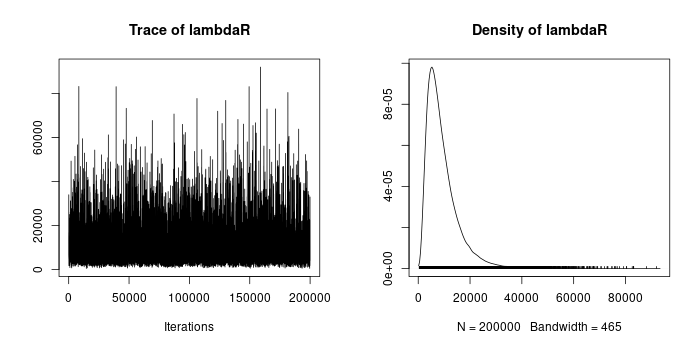 Trace of lambdaR
0
20000
60000
0
50000
100000
150000
200000
Iterations
Density of lambdaR
0e+00
4e-05
8e-05
0
20000
40000
60000
80000
N = 200000   Bandwidth = 465